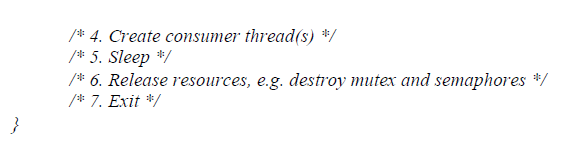 /* 4. Create consumer thread(s) */
/* 5. Sleep */
/* 6. Release resources, e.g. destroy mutex and semaphores */
/* 7. Exit */
}